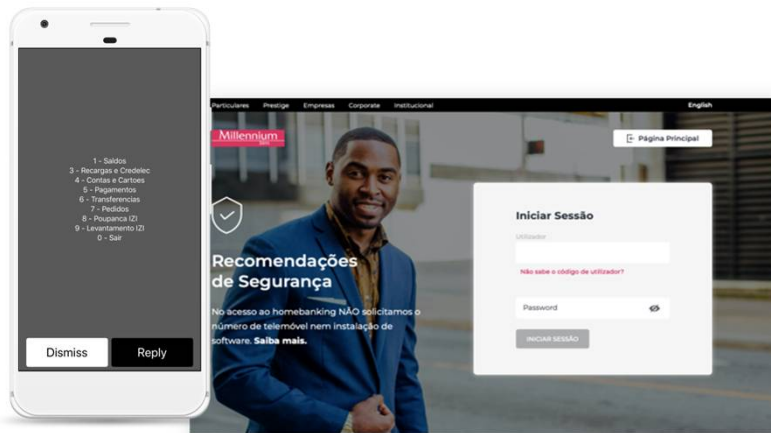 1 - Saldos
3 - Recargas e Credelec
4 - Contas e Cartoes
5 - Pagamentos
6 - Transferencias
7 - Pedidos
8 - Poupanca IZI
9 - Levantamento IZI
0 - Sair
Dismiss Reply
Particulares Prestige Empresas Corporate Institucional English
Millennium
Página Principal
Recomendações
de Segurança
No acesso ao homebanking NÃO solicitamos o
número de telemóvel nem instalação de
software. Saiba mais.
Iniciar Sessão
Utilizador
Não sabe o código de utilizador?
Password
INICIAR SESSÃO